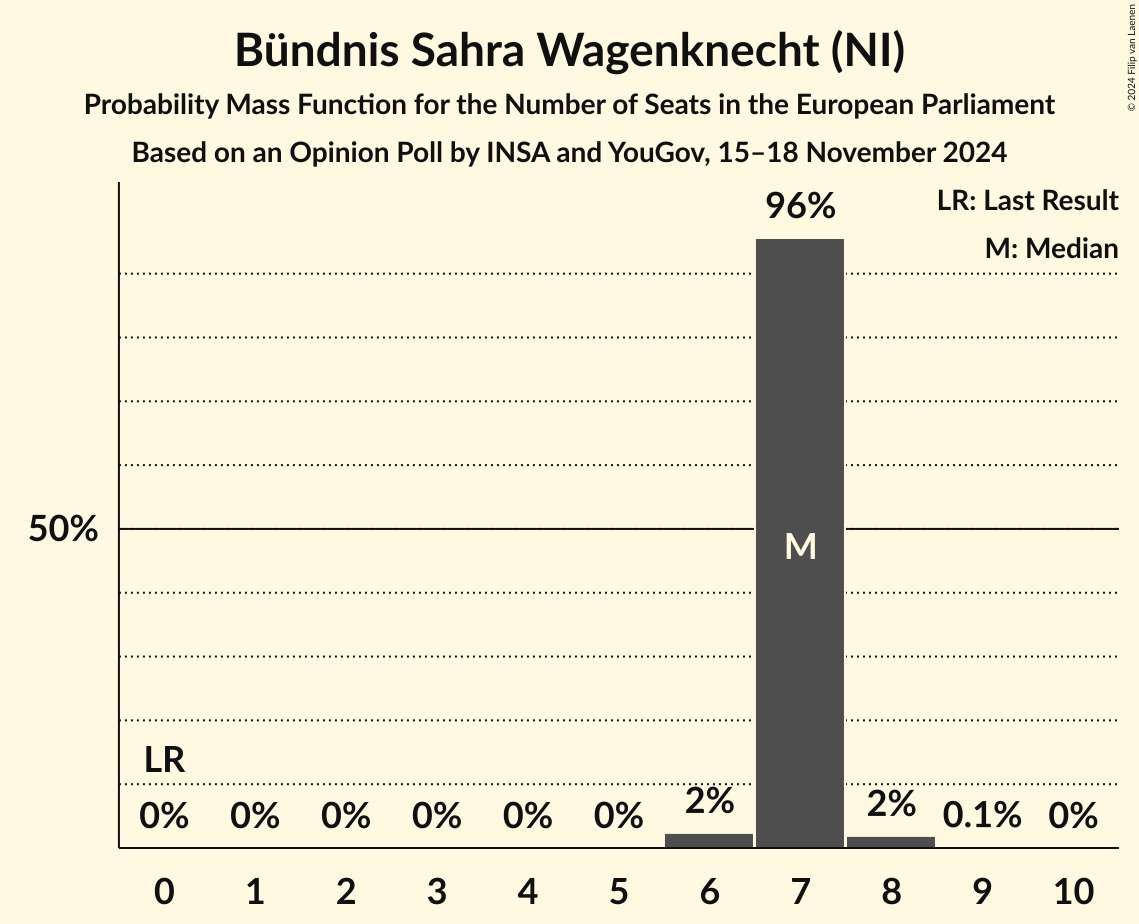 Bündnis Sahra Wagenknecht (NI)
Probability Mass Function for the Number of Seats in the European Parliament
Based on an Opinion Poll by INSA and YouGov, 15–18 November 2024
© 2024 Filip van Laenen
LR: Last Result
M: Median
96%
50%
M
LR
0% 0% 0% 0% 0% 0% 2% 2% 0.1% 0%
0 1 2 3 4 5 6 7 8 9 10